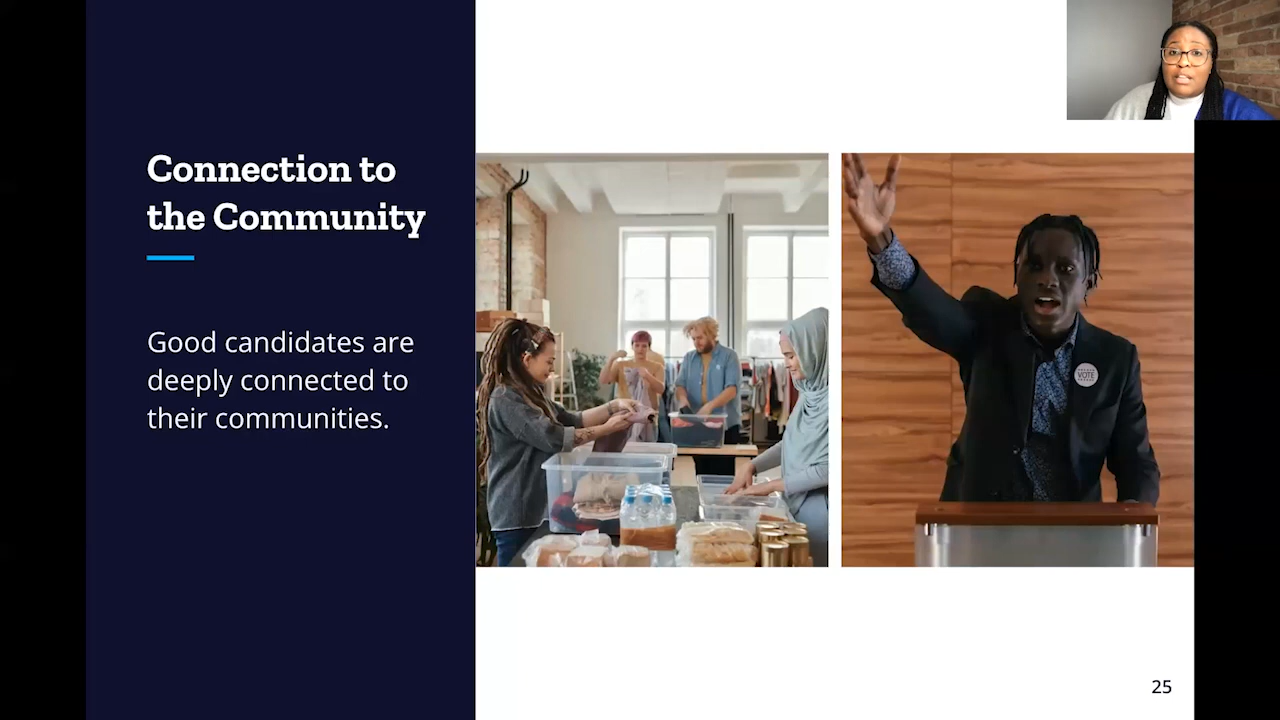 Connection to
the Community
Good candidates are
deeply connected to
their communities.
VOTE
25